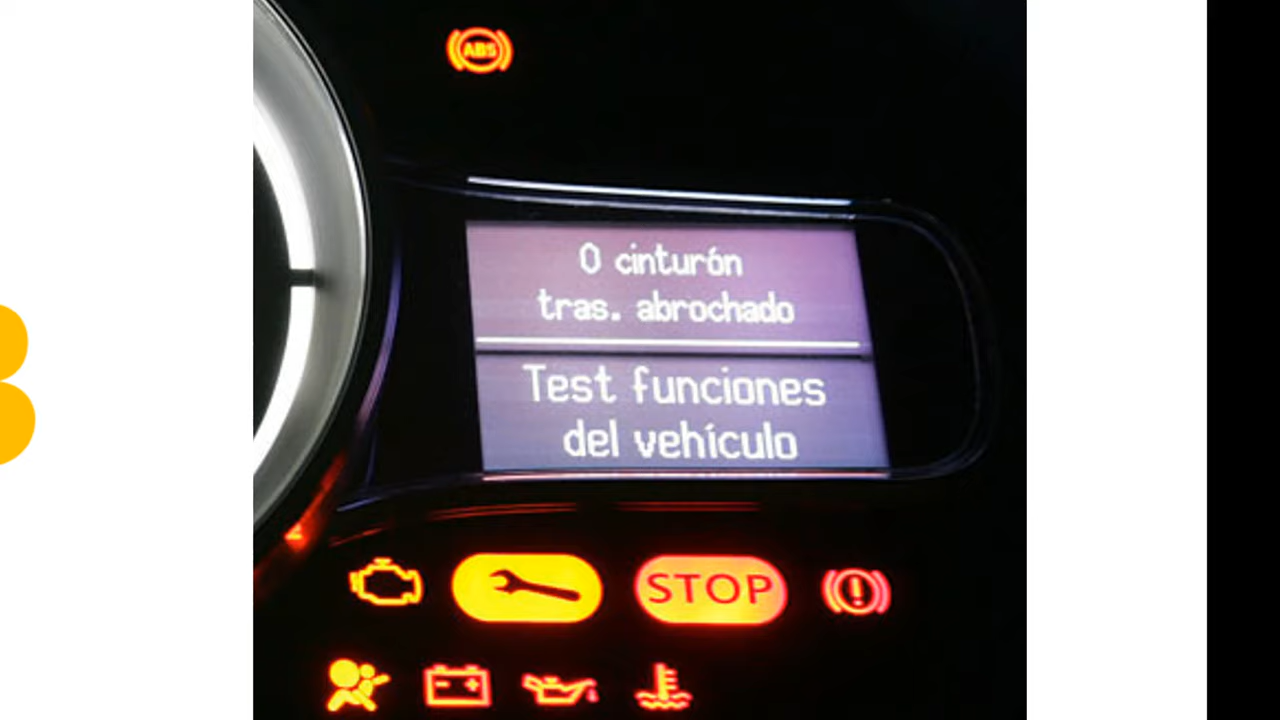 ABS
0 cinturón
tras. abrochado
Test funciones
del vehículo
STOP